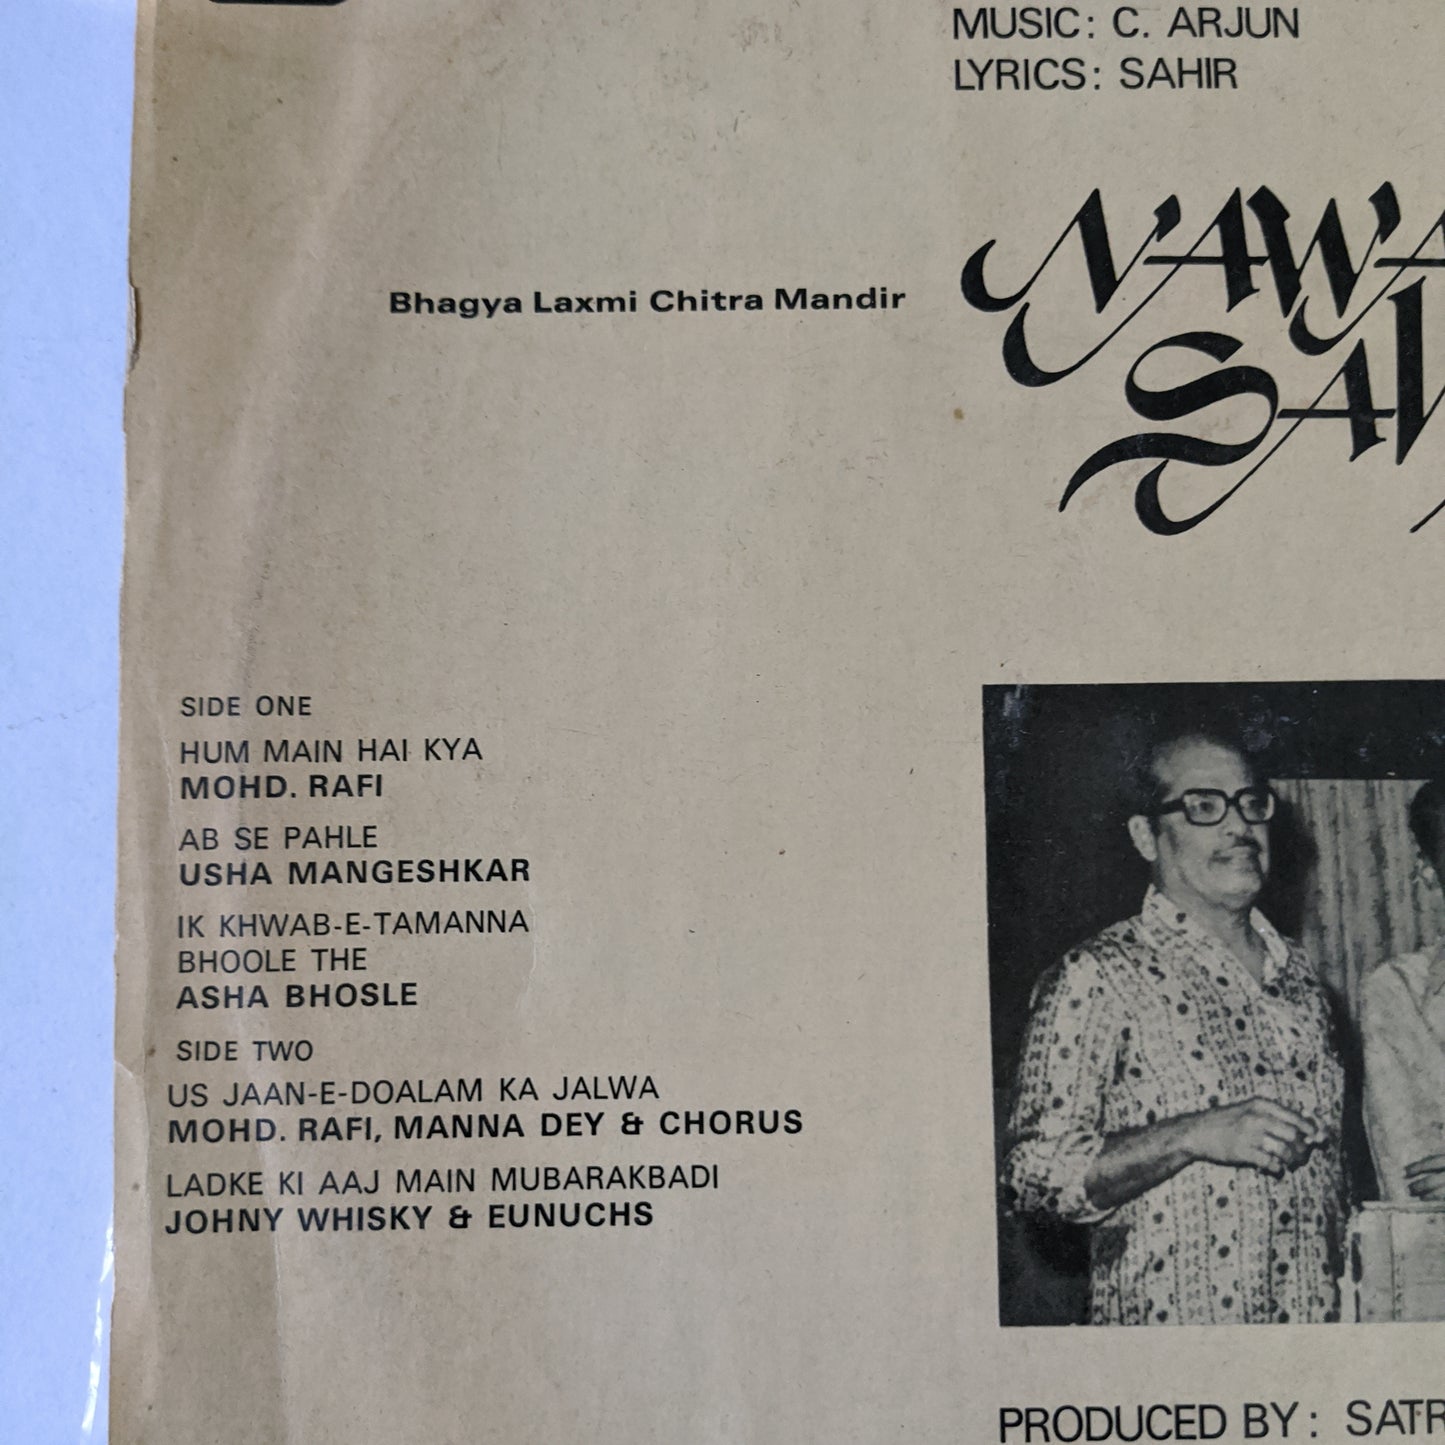 MUSIC: C. ARJUN
LYRICS: SAHIR
Bhagya Laxmi Chitra Mandir
SIDE ONE
HUM MAIN HAI KYA
MOHD. RAFI
AB SE PAHLE
USHA MANGESHKAR
IK KHWAB-E-TAMANNA
BHOOLE THE
ASHA BHOSLE
SIDE TWO
US JAAN-E-DOALAM KA JALWA
MOHD. RAFI, MANNA DEY & CHORUS
LADKE KI AAJ MAIN MUBARAKBADI
JOHNY WHISKY & EUNUCHS
PRODUCED BY: